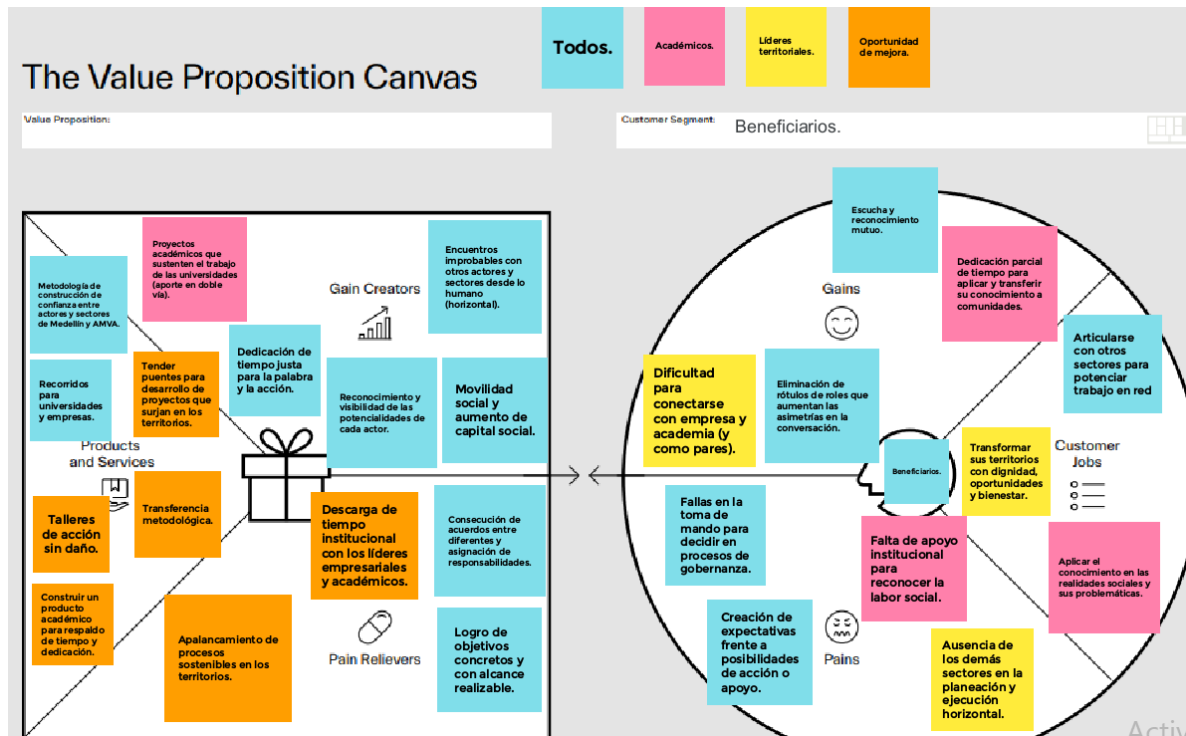 Todos.
Académicos.
Líderes
territoriales.
Oportunidad
de mejora.
The Value Proposition Canvas
Value Proposition:
Customer Segment:
Beneficiarios.
Proyectos
académicos que
sustenten el trabajo
de las universidades
(aporte en doble
vía).
Metodología de
construcción de
confianza entre
actores y sectores
de Medellín y AMVA.
Gain Creators
Encuentros
improbables con
otros actores y
sectores desde lo
humano
(horizontal).
Recorridos
para
universidades
y empresas.
Tender
puentes para
desarrollo de
proyectos que
surjan en los
territorios.
Dedicación de
tiempo justa
para la palabra
y la acción.
Reconocimiento y
visibilidad de las
potencialidades de
cada actor.
Movilidad
social y
aumento de
capital social.
Products
and Services
Talleres
de acción
sin daño.
Transferencia
metodológica.
Descarga de
tiempo
institucional
con los líderes
empresariales
y académicos.
Consecución de
acuerdos entre
diferentes y
asignación de
responsabilidades.
Construir un
producto
académico
para respaldo
de tiempo y
dedicación.
Apalancamiento de
procesos
sostenibles en los
territorios.
Pain Relievers
Logro de
objetivos
concretos y
con alcance
realizable.
Escucha y
reconocimiento
mutuo.
Dedicación parcial
de tiempo para
aplicar y transferir
su conocimiento a
comunidades.
Gains
Articularse
con otros
sectores para
potenciar
trabajo en red
Dificultad
para
conectarse
con empresa y
academia (y
como pares).
Eliminación de
rótulos de roles que
aumentan las
asimetrías en la
conversación.
Beneficiarios.
Transformar
sus territorios
con dignidad,
oportunidades
y bienestar.
Customer
Jobs
Fallas en la
toma de
mando para
decidir en
procesos de
gobernanza.
Falta de apoyo
institucional
para
reconocer la
labor social.
Aplicar el
conocimiento en las
realidades sociales y
sus problemáticas.
Creación de
expectativas
frente a
posibilidades
de acción o
apoyo.
Pains
Ausencia de
los demás
sectores en la
planeación y
ejecución
horizontal.
Activ